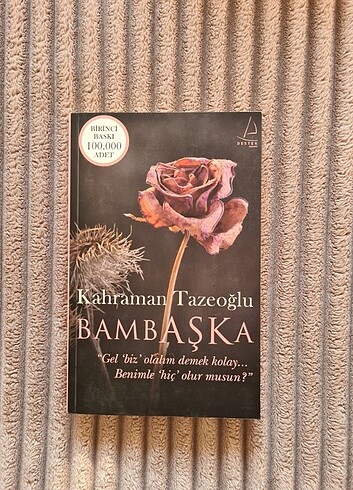 BİRİNCİ
BASKI
100,000
ADET
DESTEK
Kahraman Tazeoğlu
BAMBAŞKA
"Gel 'biz' olalım demek kolay...
Benimle 'hiç' olur musun?"